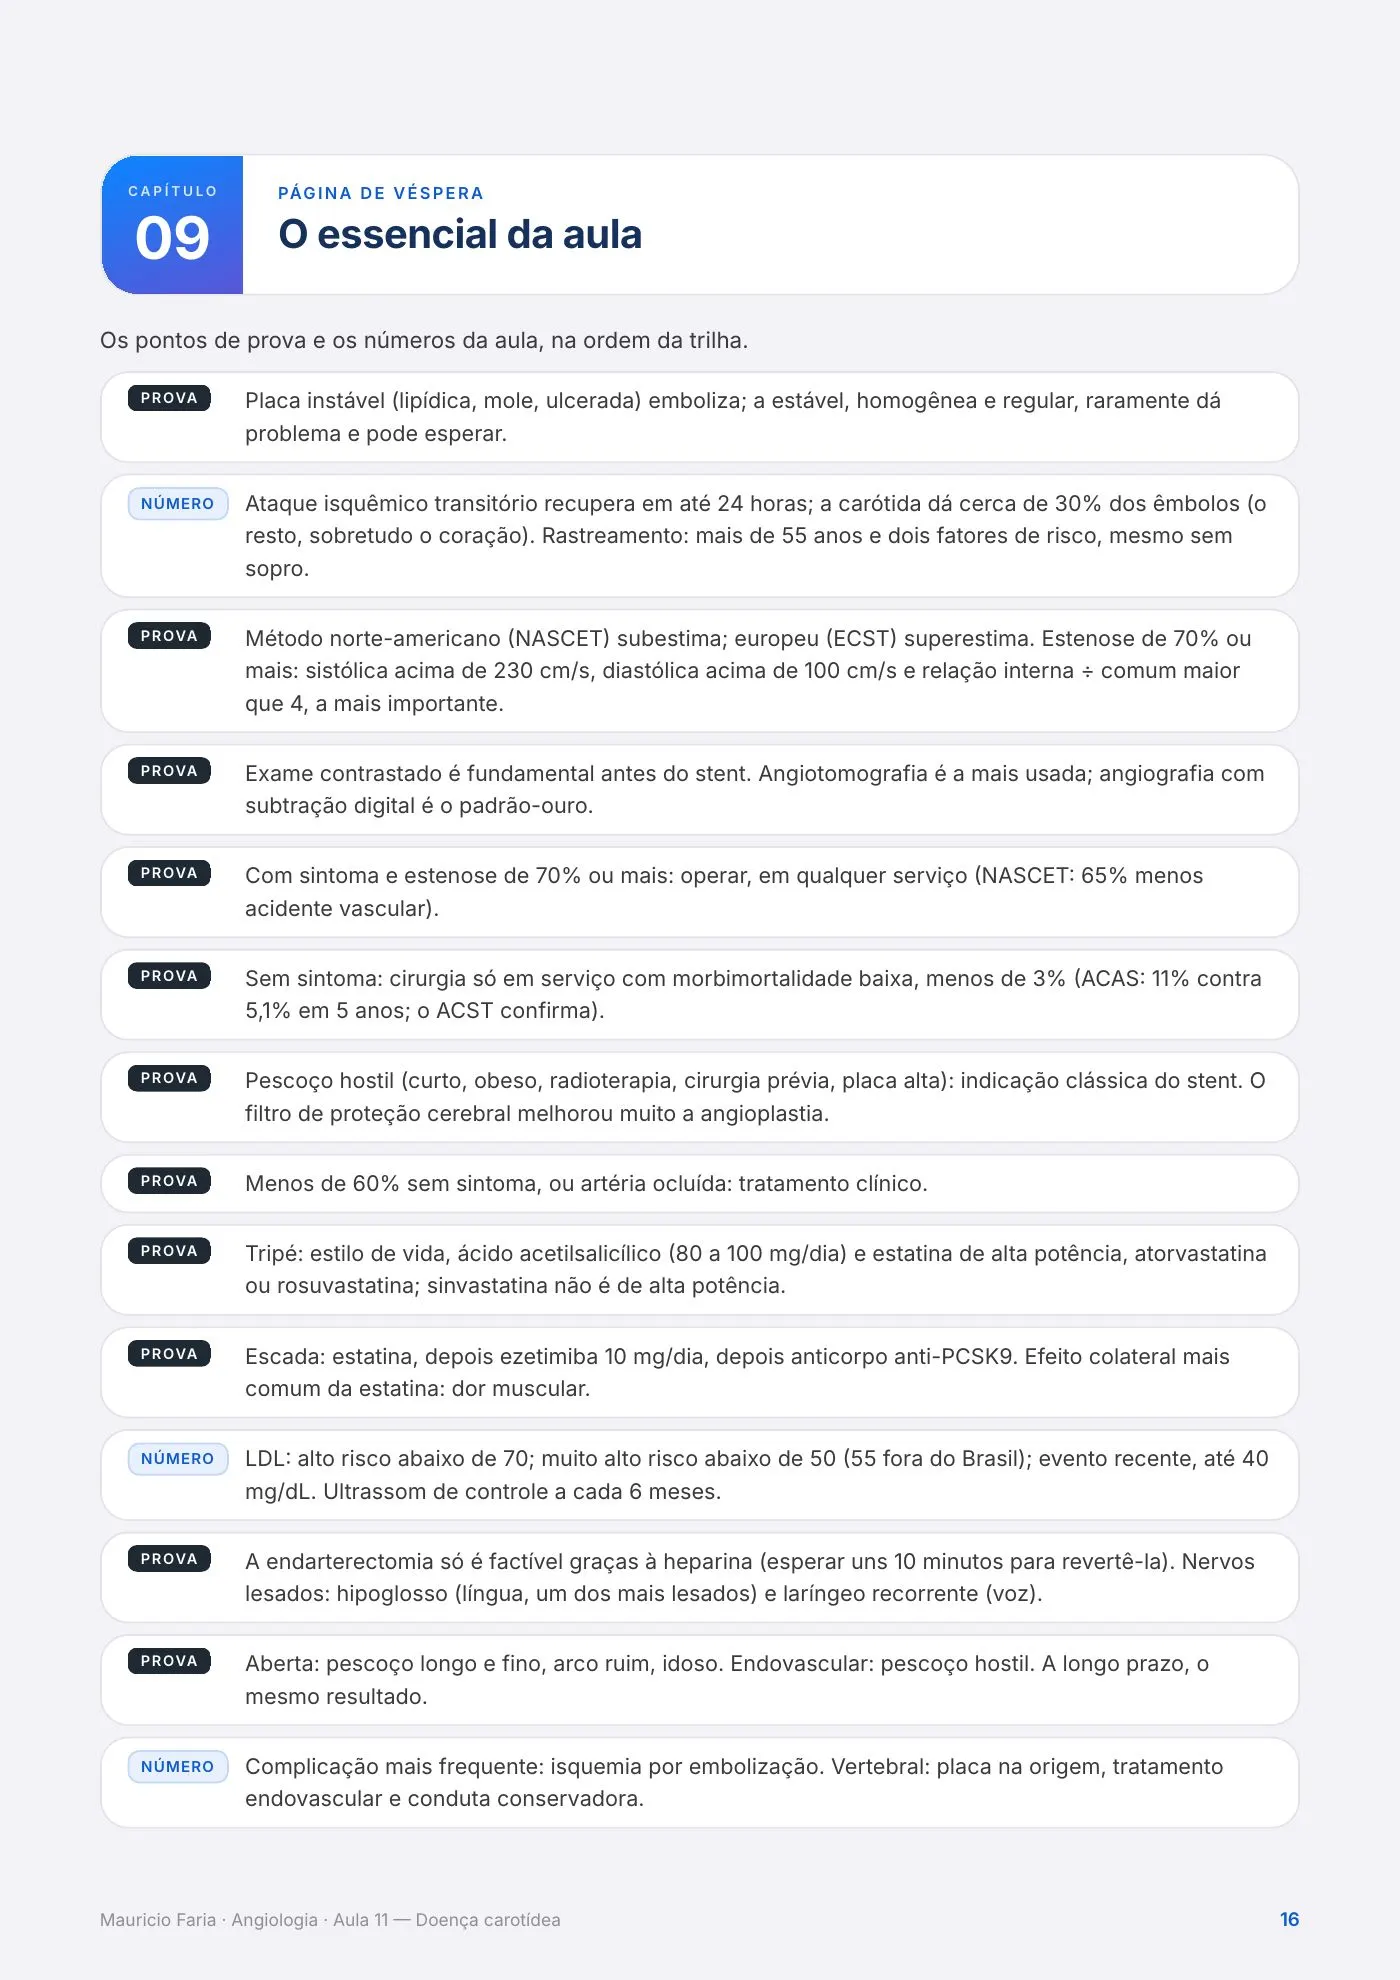 CAPÍTULO
09
PÁGINA DE VÉSPERA
O essencial da aula
Os pontos de prova e os números da aula, na ordem da trilha.
PROVA
Placa instável (lipídica, mole, ulcerada) emboliza; a estável, homogênea e regular, raramente dá
problema e pode esperar.
NÚMERO
Ataque isquêmico transitório recupera em até 24 horas; a carótida dá cerca de 30% dos êmbolos (o
resto, sobretudo o coração). Rastreamento: mais de 55 anos e dois fatores de risco, mesmo sem
sopro.
PROVA
Método norte-americano (NASCET) subestima; europeu (ECST) superestima. Estenose de 70% ou
mais: sistólica acima de 230 cm/s, diastólica acima de 100 cm/s e relação interna ÷ comum maior
que 4, a mais importante.
PROVA
Exame contrastado é fundamental antes do stent. Angiotomografia é a mais usada; angiografia com
subtração digital é o padrão-ouro.
PROVA
Com sintoma e estenose de 70% ou mais: operar, em qualquer serviço (NASCET: 65% menos
acidente vascular).
PROVA
Sem sintoma: cirurgia só em serviço com morbimortalidade baixa, menos de 3% (ACAS: 11% contra
5,1% em 5 anos; o ACST confirma).
PROVA
Pescoço hostil (curto, obeso, radioterapia, cirurgia prévia, placa alta): indicação clássica do stent. O
filtro de proteção cerebral melhorou muito a angioplastia.
PROVA
Menos de 60% sem sintoma, ou artéria ocluída: tratamento clínico.
PROVA
Tripé: estilo de vida, ácido acetilsalicílico (80 a 100 mg/dia) e estatina de alta potência, atorvastatina
ou rosuvastatina; sinvastatina não é de alta potência.
PROVA
Escada: estatina, depois ezetimiba 10 mg/dia, depois anticorpo anti-PCSK9. Efeito colateral mais
comum da estatina: dor muscular.
NÚMERO
LDL: alto risco abaixo de 70; muito alto risco abaixo de 50 (55 fora do Brasil); evento recente, até 40
mg/dL. Ultrassom de controle a cada 6 meses.
PROVA
A endarterectomia só é factível graças à heparina (esperar uns 10 minutos para revertê-la). Nervos
lesados: hipoglosso (língua, um dos mais lesados) e laríngeo recorrente (voz).
PROVA
Aberta: pescoço longo e fino, arco ruim, idoso. Endovascular: pescoço hostil. A longo prazo, o
mesmo resultado.
NÚMERO
Complicação mais frequente: isquemia por embolização. Vertebral: placa na origem, tratamento
endovascular e conduta conservadora.
Mauricio Faria · Angiologia · Aula 11 — Doença carotídea
16